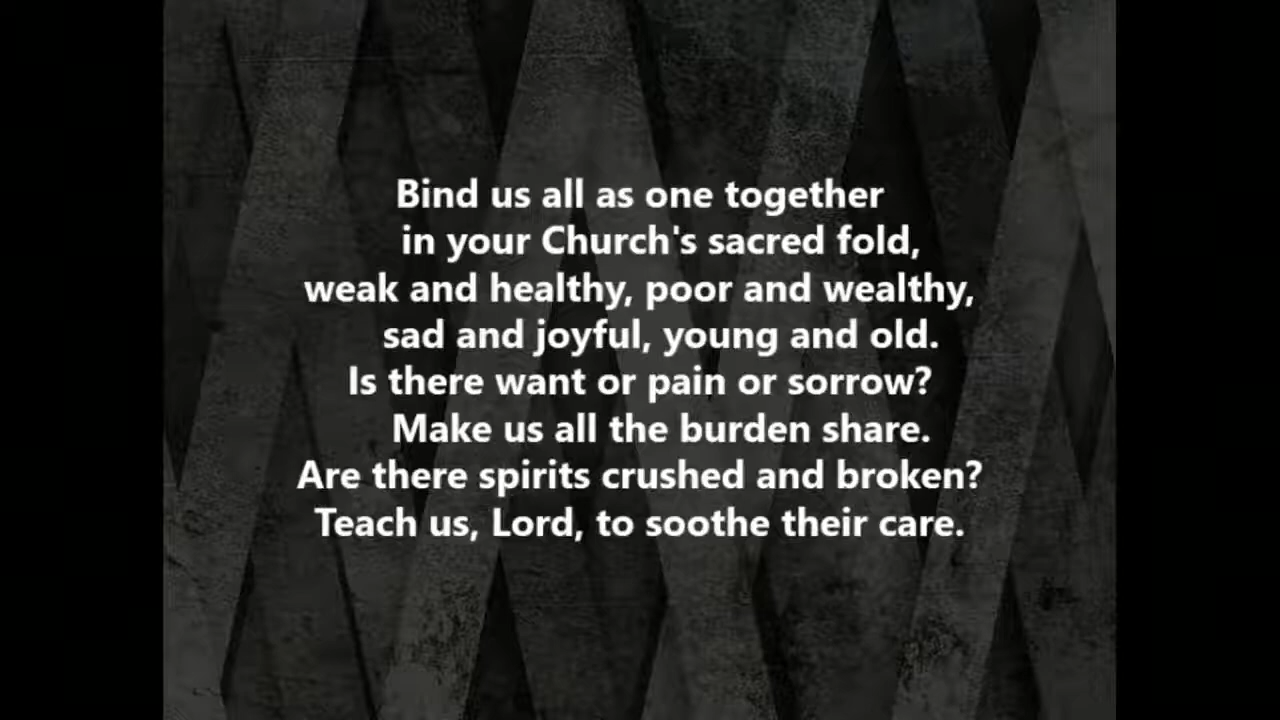 Bind us all as one together
in your Church's sacred fold,
weak and healthy, poor and wealthy,
sad and joyful, young and old.
Is there want or pain or sorrow?
Make us all the burden share.
Are there spirits crushed and broken?
Teach us, Lord, to soothe their care.